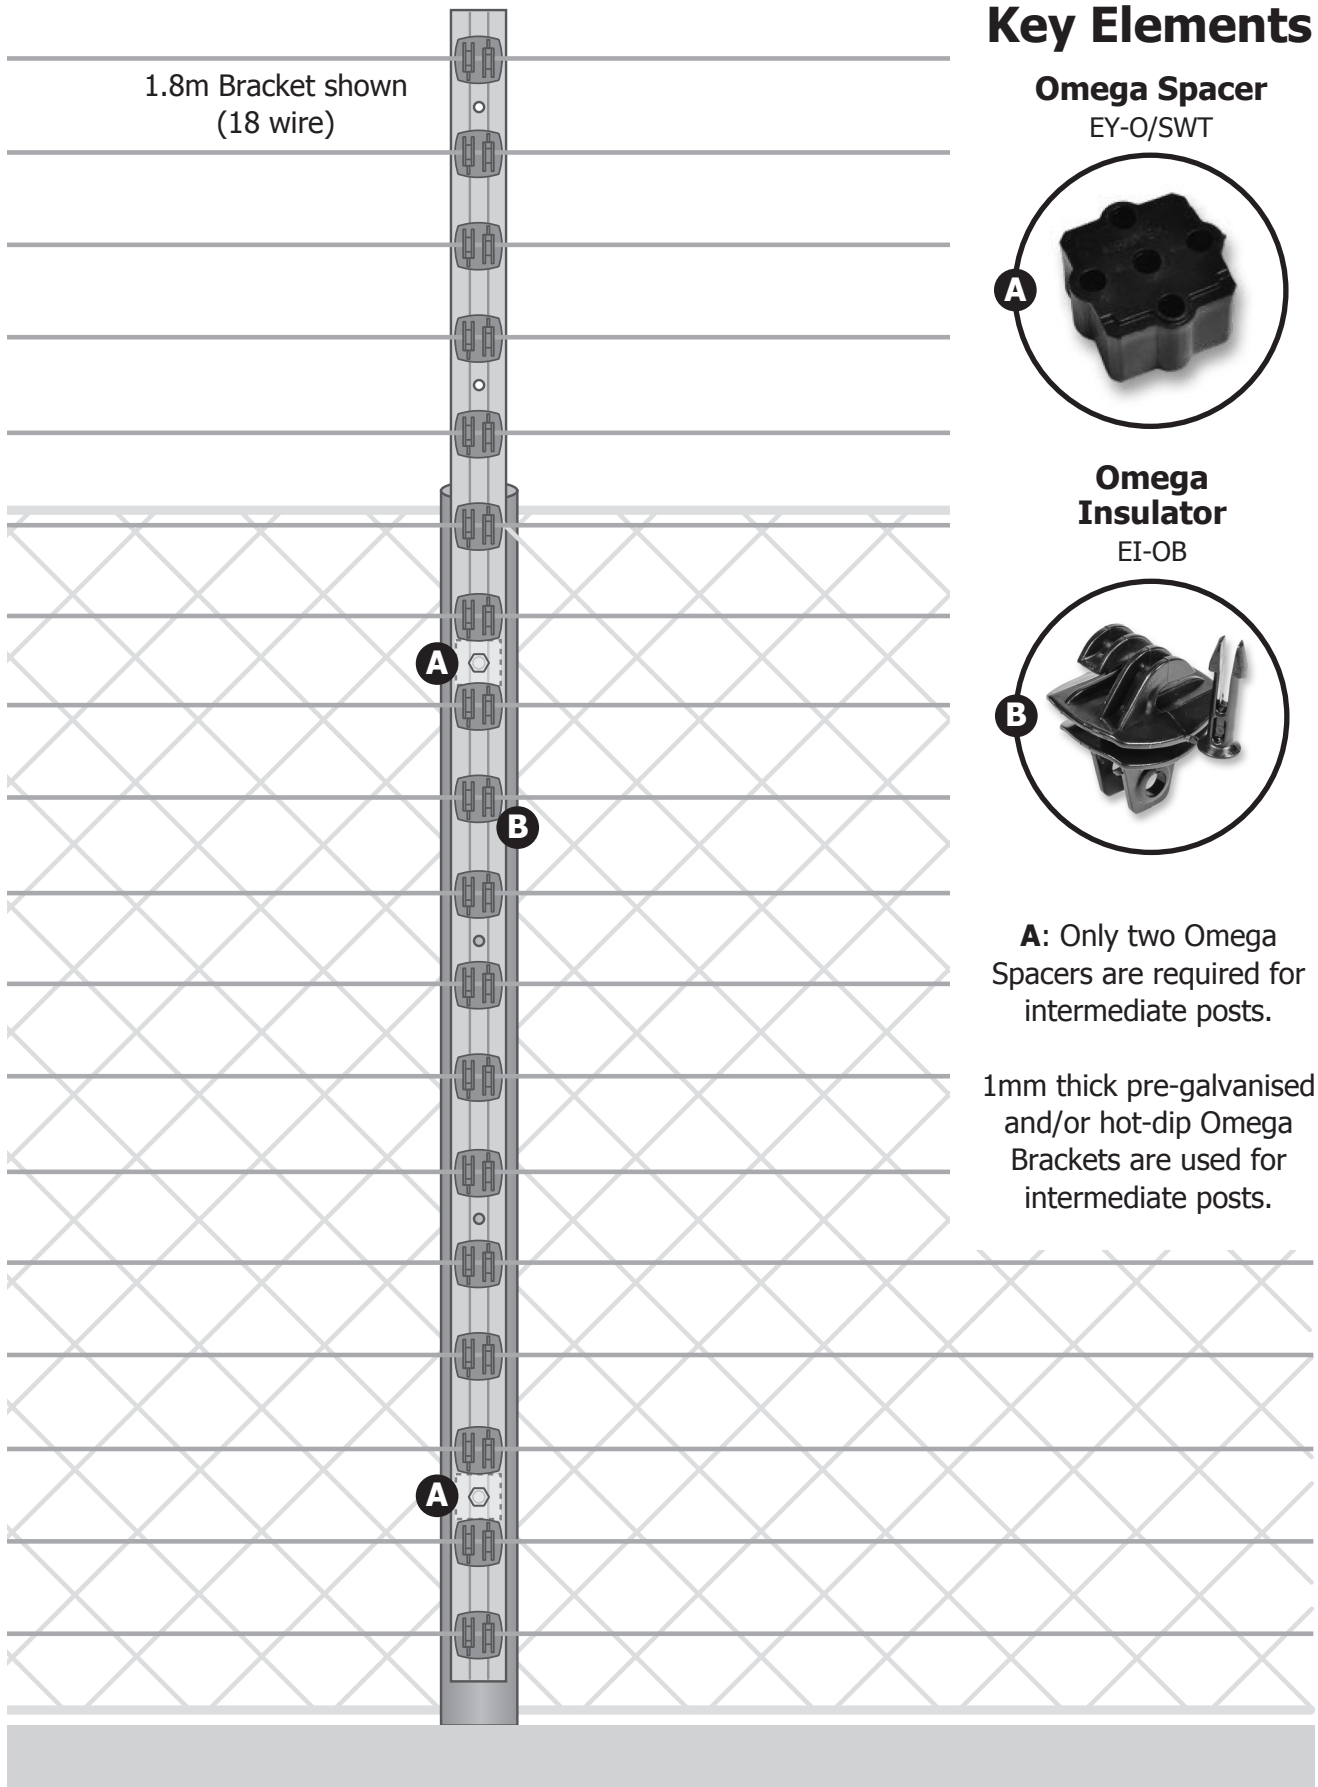 Key Elements
1.8m Bracket shown
(18 wire)
Omega Spacer
EY-O/SWT
A
Omega
Insulator
EI-OB
B
A
B
A: Only two Omega
Spacers are required for
intermediate posts.
1mm thick pre-galvanised
and/or hot-dip Omega
Brackets are used for
intermediate posts.
A